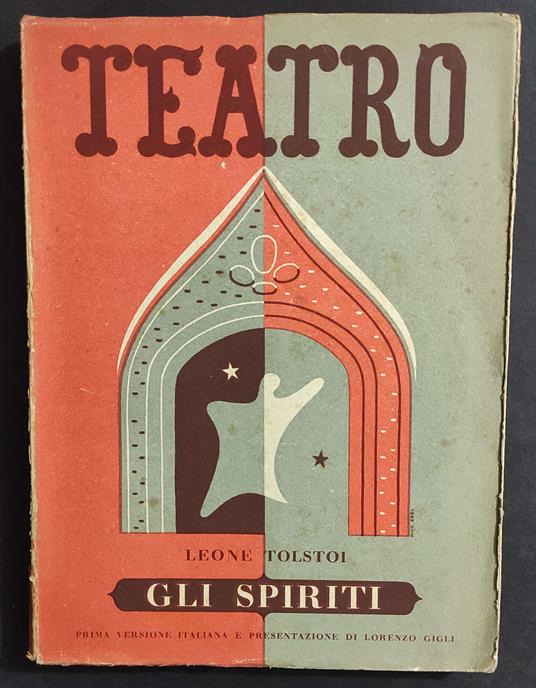 TEATRO
LEONE TOLSTOI
GLI SPIRITI
PRIMA VERSIONE ITALIANA E PRESENTAZIONE DI LORENZO GIGLI